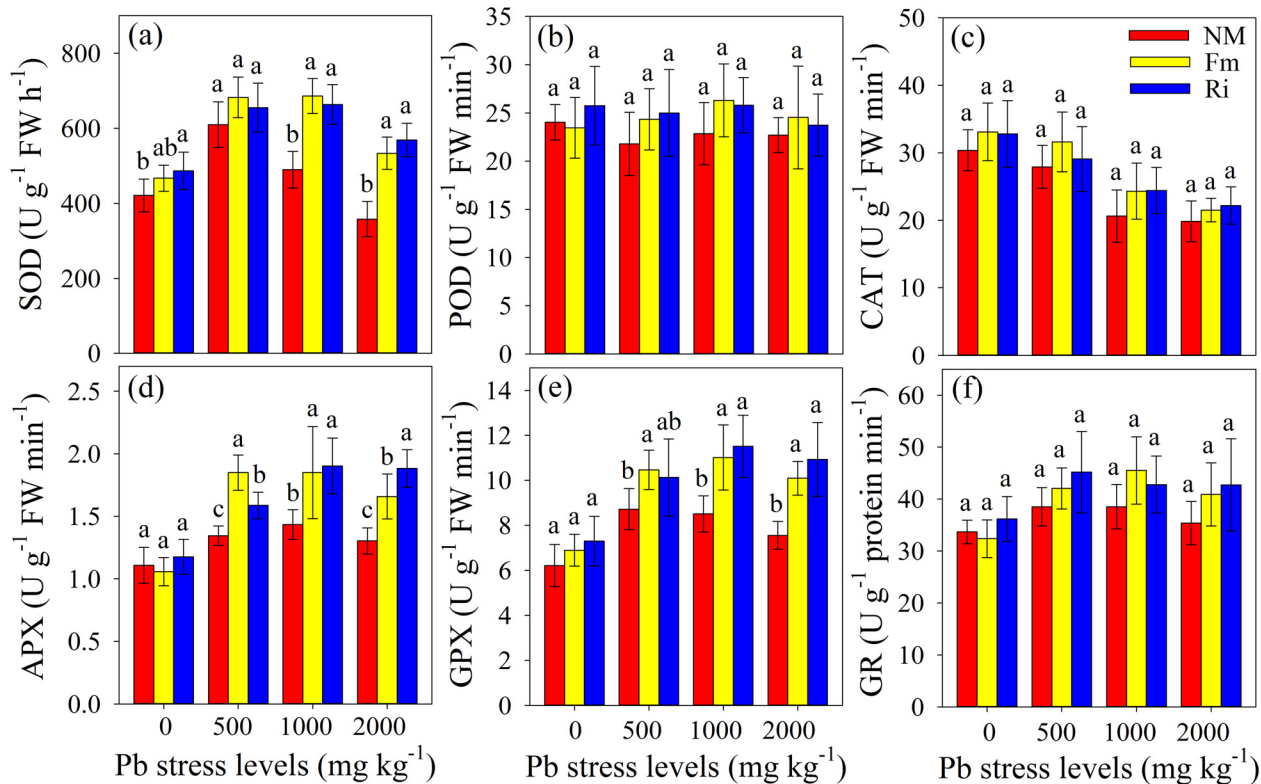 (a)
SOD (U g⁻¹ FW h⁻¹)
800
600
400
200
0
b ab a
a a a
b a a
b a a
(b)
POD (U g⁻¹ FW min⁻¹)
35
30
25
20
15
10
5
0
a a a
a a a
a a a
a a a
(c)
CAT (U g⁻¹ FW min⁻¹)
50
40
30
20
10
0
NM
Fm
Ri
a a a
a a a
a a a
a a a
(d)
APX (U g⁻¹ FW min⁻¹)
2.5
2.0
1.5
1.0
0.5
0.0
a a a
c a b
b a a
c b a
0 500 1000 2000
Pb stress levels (mg kg⁻¹)
(e)
GPX (U g⁻¹ FW min⁻¹)
14
12
10
8
6
4
2
0
a a a
b a ab
b a a
b a a
0 500 1000 2000
Pb stress levels (mg kg⁻¹)
(f)
GR (U g⁻¹ protein min⁻¹)
60
50
40
30
20
10
0
a a a
a a a
a a a
a a a
0 500 1000 2000
Pb stress levels (mg kg⁻¹)